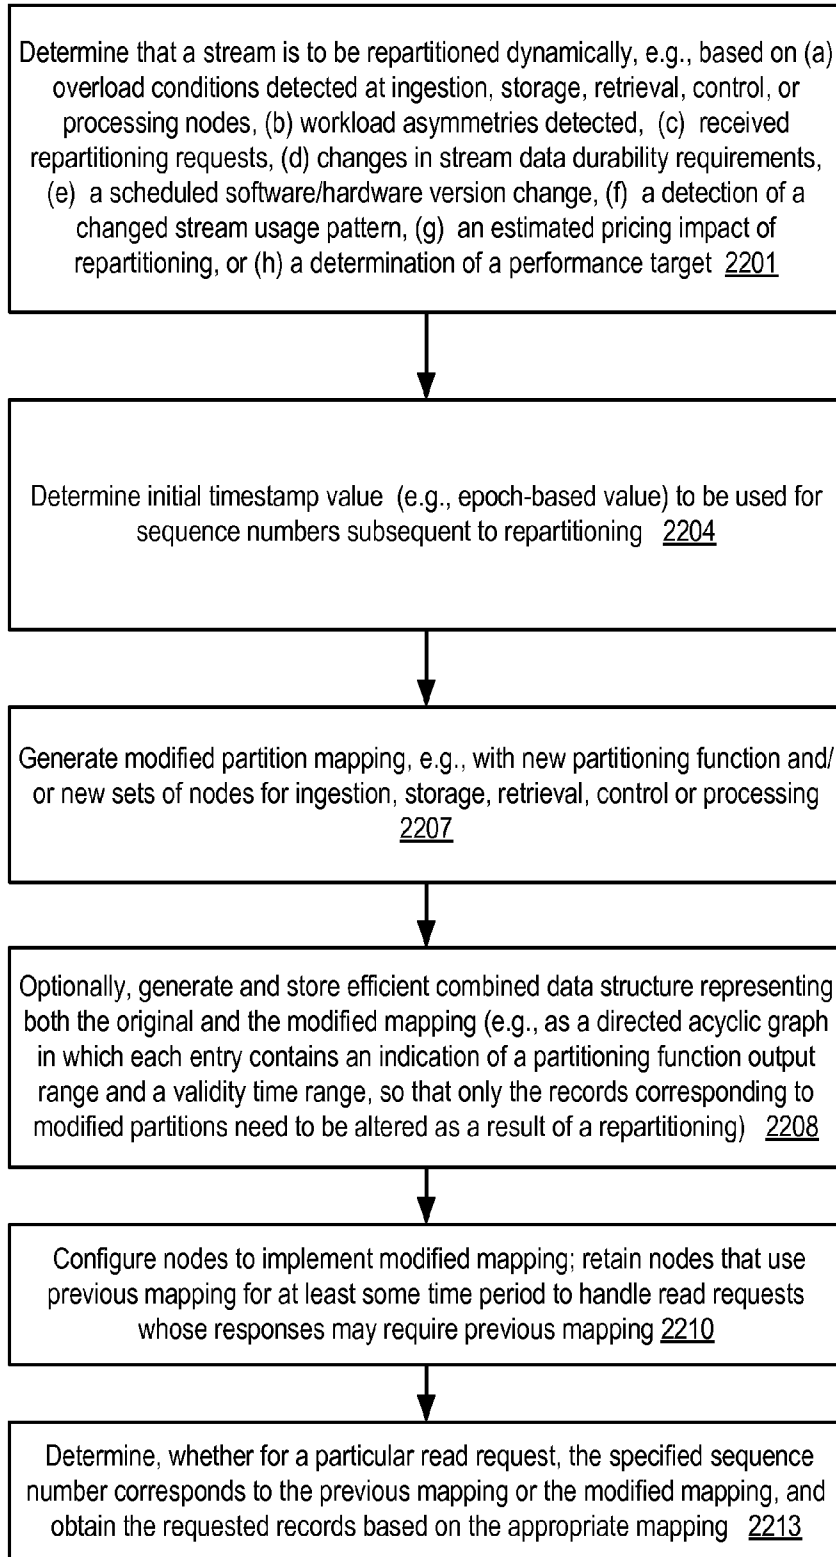 Determine that a stream is to be repartitioned dynamically, e.g., based on (a)
overload conditions detected at ingestion, storage, retrieval, control, or
processing nodes, (b) workload asymmetries detected, (c) received
repartitioning requests, (d) changes in stream data durability requirements,
(e) a scheduled software/hardware version change, (f) a detection of a
changed stream usage pattern, (g) an estimated pricing impact of
repartitioning, or (h) a determination of a performance target 2201
Determine initial timestamp value (e.g., epoch-based value) to be used for
sequence numbers subsequent to repartitioning 2204
Generate modified partition mapping, e.g., with new partitioning function and/
or new sets of nodes for ingestion, storage, retrieval, control or processing
2207
Optionally, generate and store efficient combined data structure representing
both the original and the modified mapping (e.g., as a directed acyclic graph
in which each entry contains an indication of a partitioning function output
range and a validity time range, so that only the records corresponding to
modified partitions need to be altered as a result of a repartitioning) 2208
Configure nodes to implement modified mapping; retain nodes that use
previous mapping for at least some time period to handle read requests
whose responses may require previous mapping 2210
Determine, whether for a particular read request, the specified sequence
number corresponds to the previous mapping or the modified mapping, and
obtain the requested records based on the appropriate mapping 2213